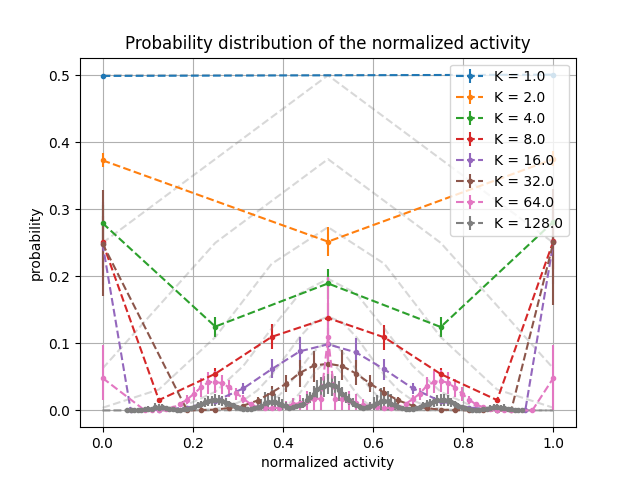 Probability distribution of the normalized activity
probability
0.5
0.4
0.3
0.2
0.1
0.0
K = 1.0
K = 2.0
K = 4.0
K = 8.0
K = 16.0
K = 32.0
K = 64.0
K = 128.0
0.0 0.2 0.4 0.6 0.8 1.0
normalized activity